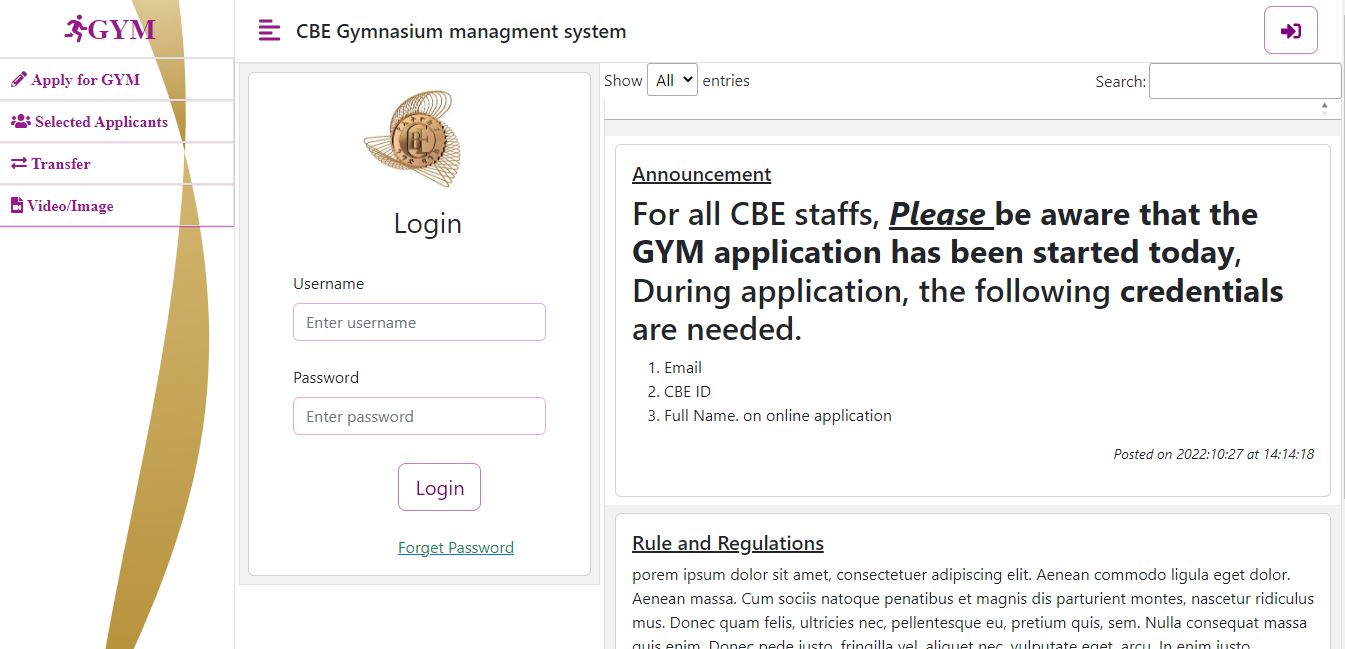 GYM
Apply for GYM
Selected Applicants
Transfer
Video/Image
CBE Gymnasium managment system
Login
Username
Enter username
Password
Enter password
Login
Forget Password
Show All entries
Search:
Announcement
For all CBE staffs, Please be aware that the
GYM application has been started today,
During application, the following credentials
are needed.
1. Email
2. CBE ID
3. Full Name. on online application
Posted on 2022:10:27 at 14:14:18
Rule and Regulations
porem ipsum dolor sit amet, consectetuer adipiscing elit. Aenean commodo ligula eget dolor.
Aenean massa. Cum sociis natoque penatibus et magnis dis parturient montes, nascetur ridiculus
mus. Donec quam felis, ultricies nec, pellentesque eu, pretium quis, sem. Nulla consequat massa
quis enim. Donec pede justo, fringilla vel, aliquet nec, vulputate eget, arcu. In enim justo,